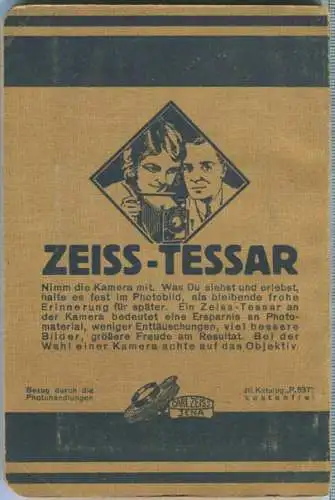 ZEISS-TESSAR
Nimm die Kamera mit. Was Du siehst und erlebst,
halte es fest im Photobild, als bleibende frohe
Erinnerung für später. Ein Zeiss-Tessar an
der Kamera bedeutet eine Ersparnis an Photo-
material, weniger Enttäuschungen, viel bessere
Bilder, größere Freude am Resultat. Bei der
Wahl einer Kamera achte auf das Objektiv.
Bezug durch die
Photohandlungen
CARL ZEISS
JENA
Jll. Katalog „P.837"
kostenfrei